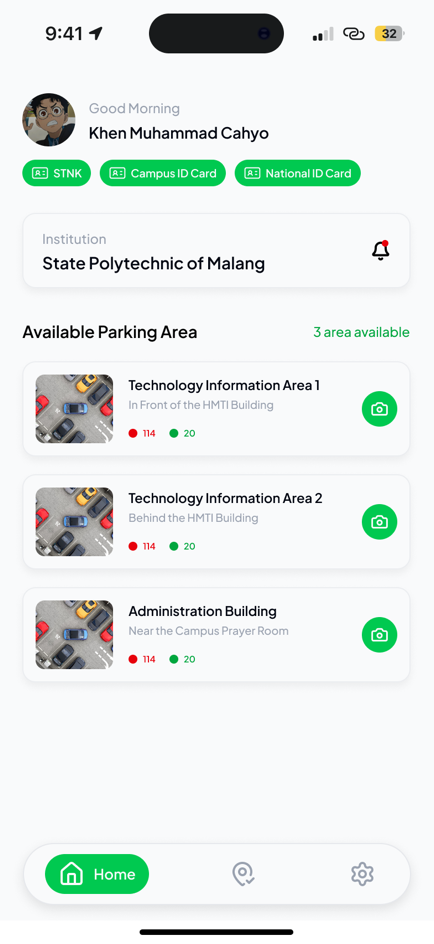 9:41
32
Good Morning
Khen Muhammad Cahyo
STNK
Campus ID Card
National ID Card
Institution
State Polytechnic of Malang
Available Parking Area
3 area available
Technology Information Area 1
In Front of the HMTI Building
114
20
Technology Information Area 2
Behind the HMTI Building
114
20
Administration Building
Near the Campus Prayer Room
114
20
Home